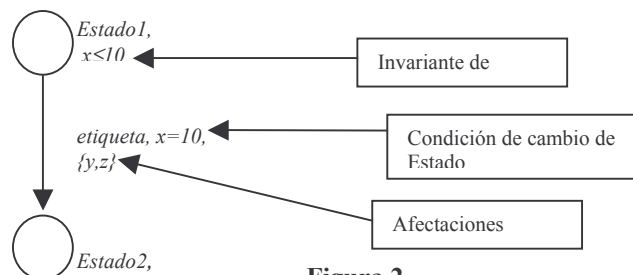 Estado1,
x≤10
Invariante de
etiqueta, x=10,
{y,z}
Condición de cambio de
Estado
Afectaciones
Estado2,
Figura 2